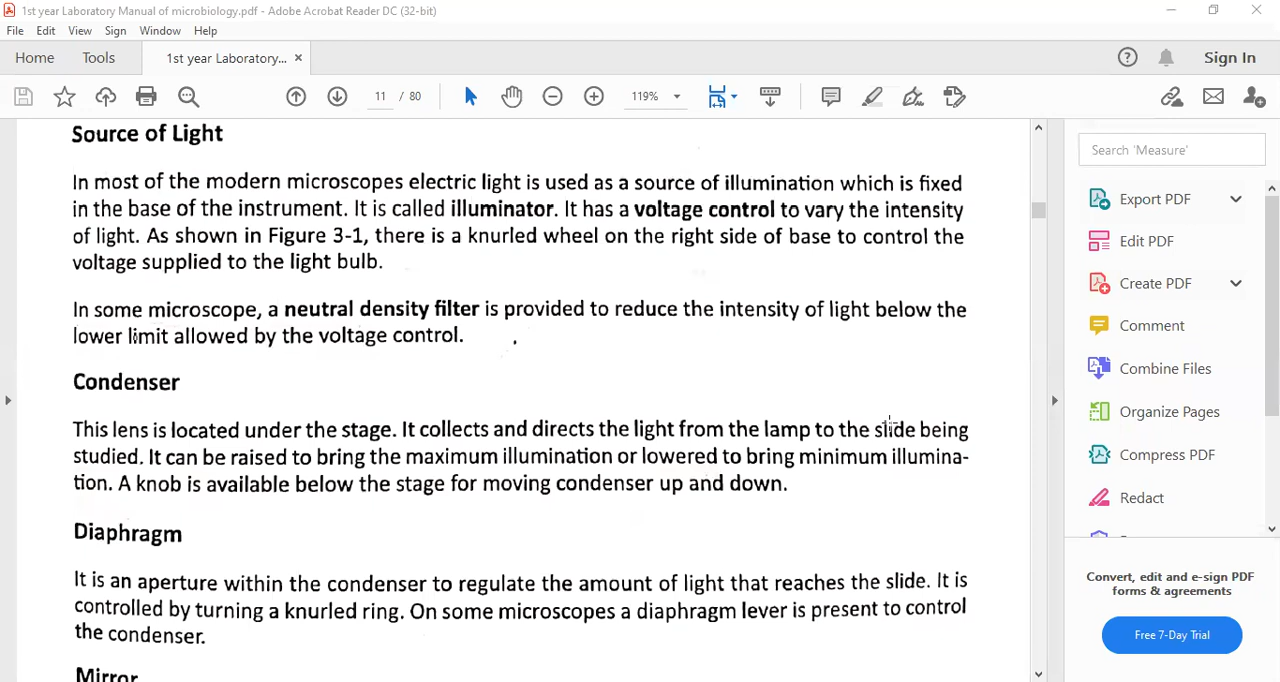 1st year Laboratory Manual of microbiology.pdf - Adobe Acrobat Reader DC (32-bit)
File Edit View Sign Window Help
Home Tools 1st year Laboratory... × Sign In
11 / 80 119%
Source of Light
In most of the modern microscopes electric light is used as a source of illumination which is fixed
in the base of the instrument. It is called illuminator. It has a voltage control to vary the intensity
of light. As shown in Figure 3-1, there is a knurled wheel on the right side of base to control the
voltage supplied to the light bulb.
In some microscope, a neutral density filter is provided to reduce the intensity of light below the
lower limit allowed by the voltage control.
Condenser
This lens is located under the stage. It collects and directs the light from the lamp to the slide being
studied. It can be raised to bring the maximum illumination or lowered to bring minimum illumina-
tion. A knob is available below the stage for moving condenser up and down.
Diaphragm
It is an aperture within the condenser to regulate the amount of light that reaches the slide. It is
controlled by turning a knurled ring. On some microscopes a diaphragm lever is present to control
the condenser.
Mirror
Search 'Measure'
Export PDF
Edit PDF
Create PDF
Comment
Combine Files
Organize Pages
Compress PDF
Redact
Convert, edit and e-sign PDF
forms & agreements
Free 7-Day Trial